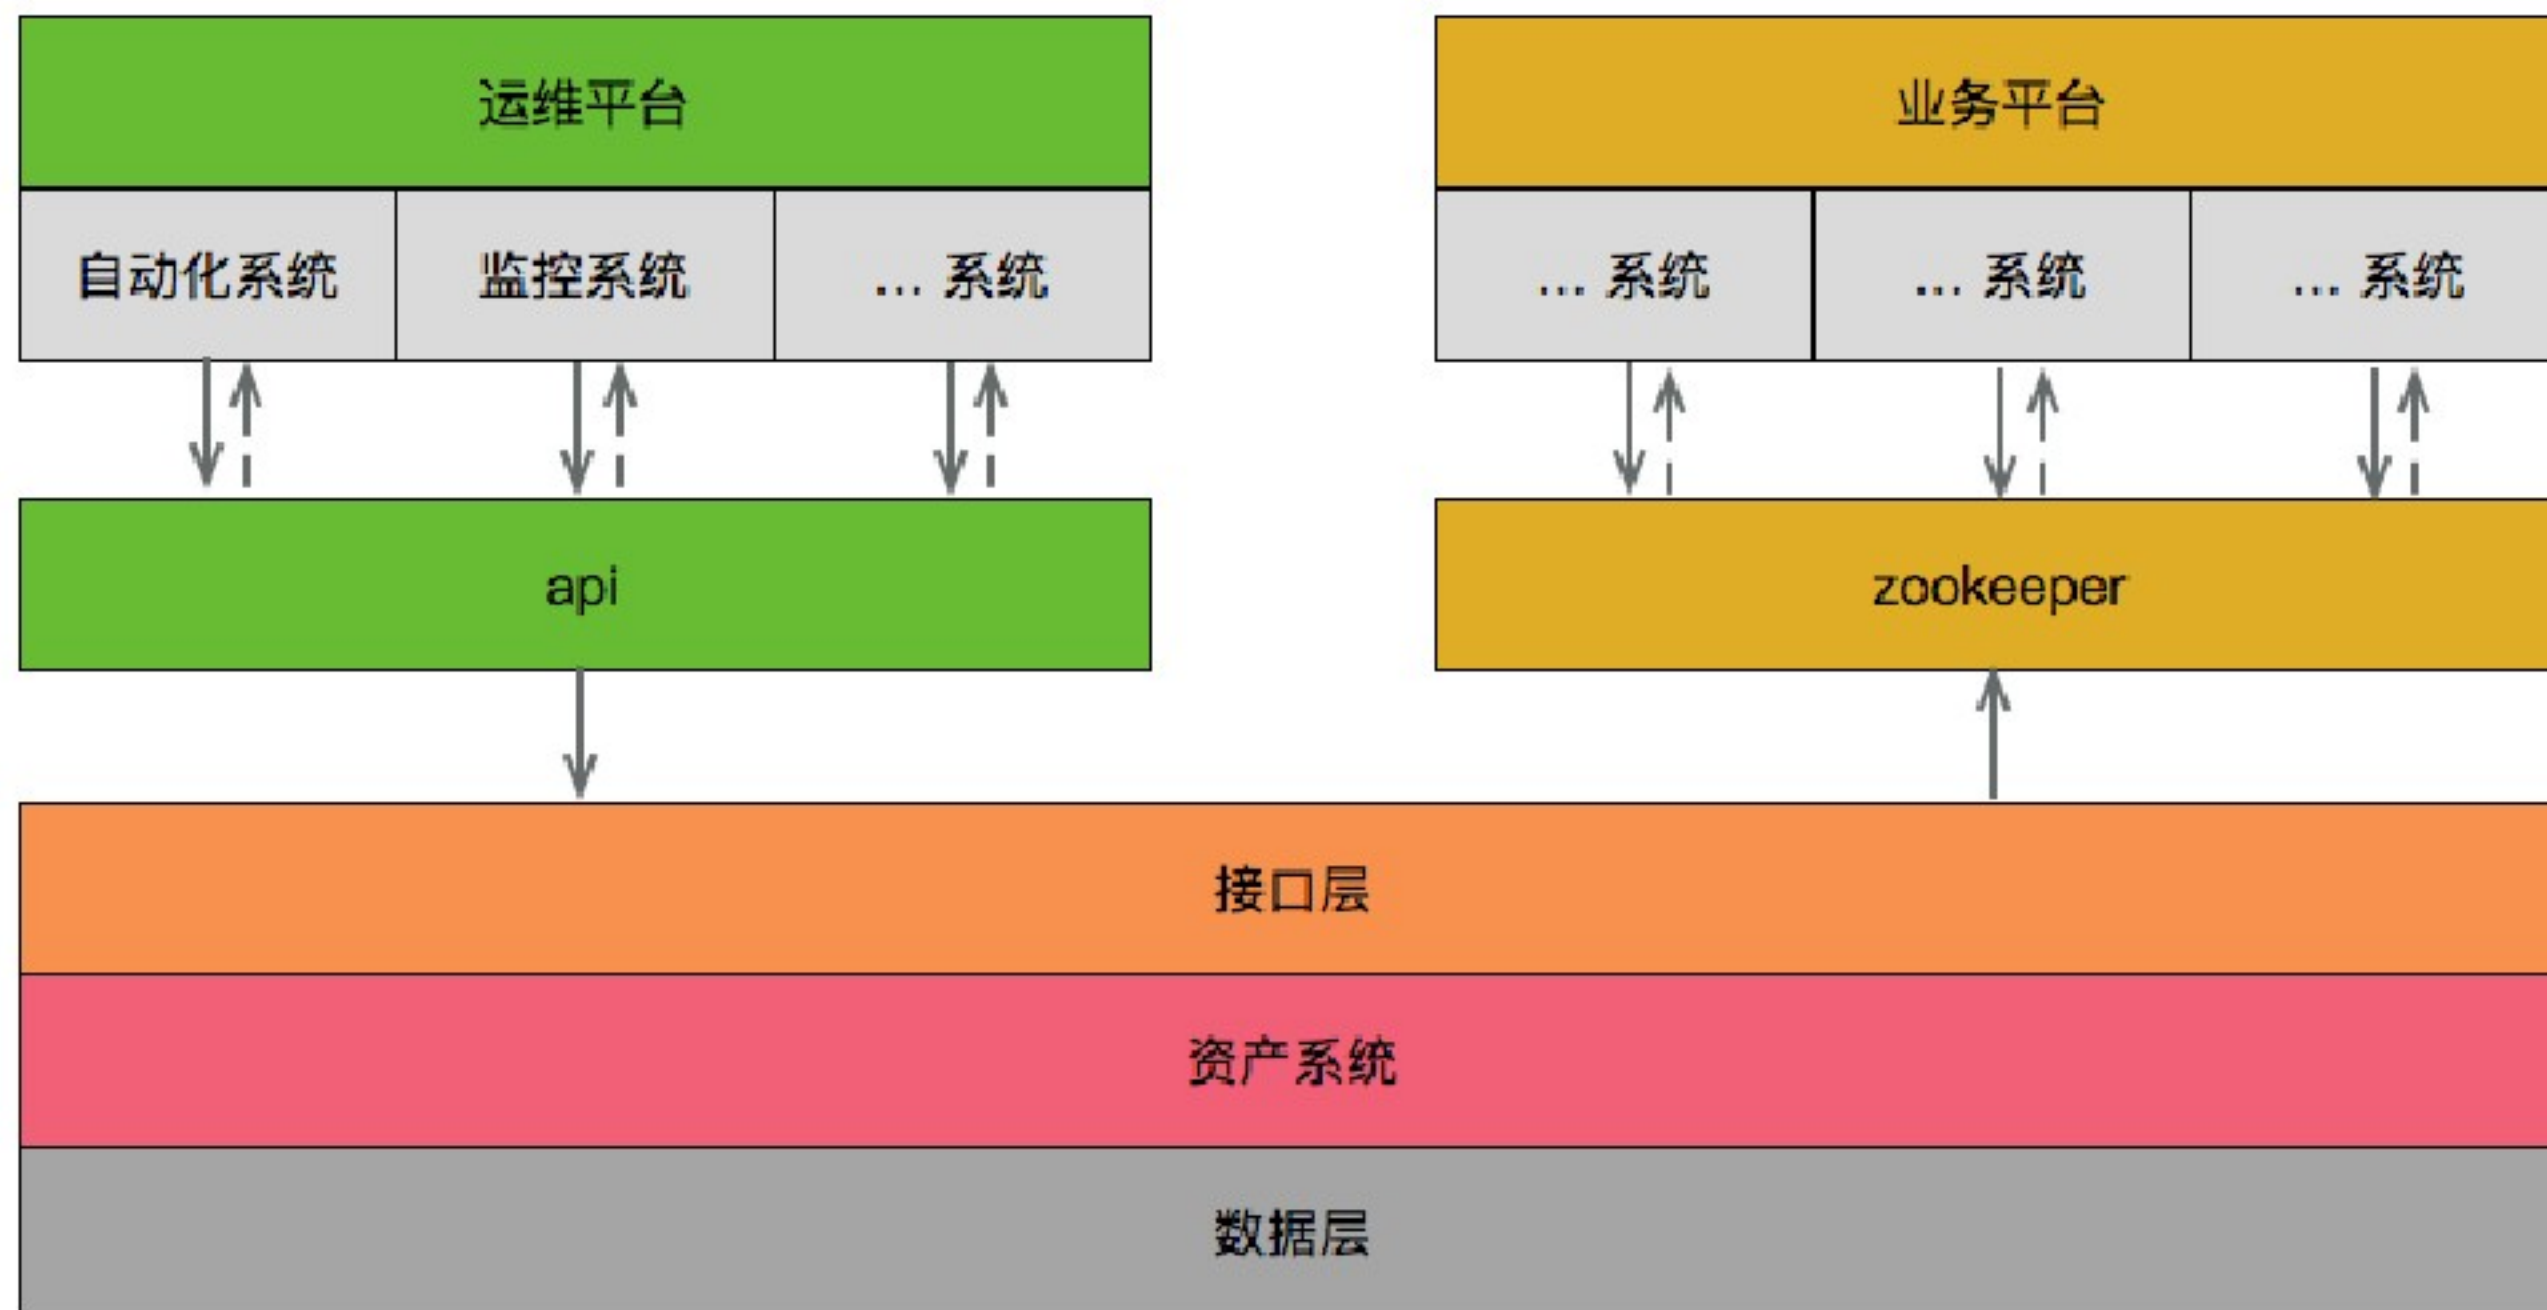 运维平台
业务平台
自动化系统
监控系统
... 系统
... 系统
... 系统
... 系统
api
zookeeper
接口层
资产系统
数据层